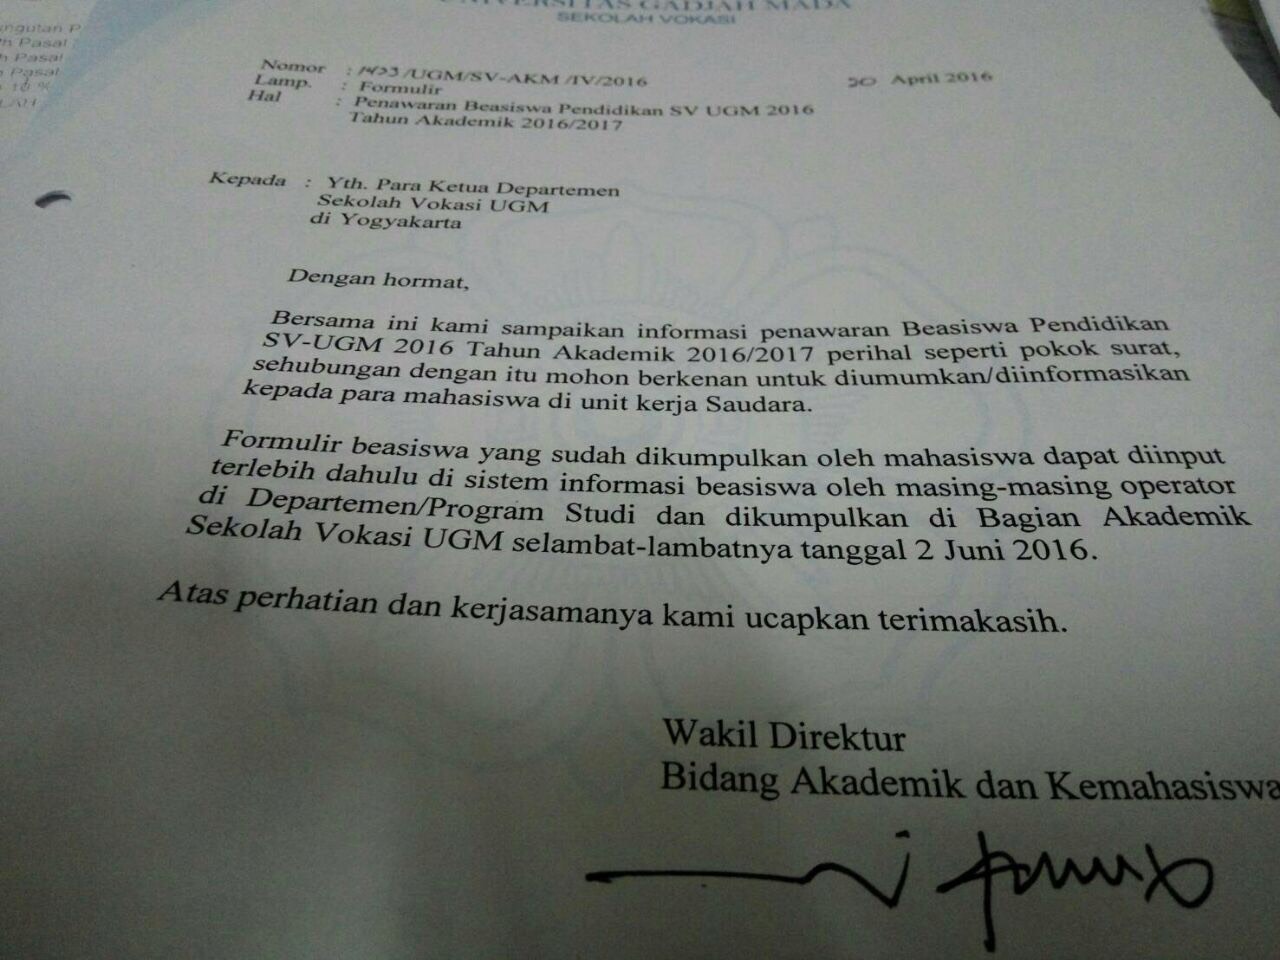 UNIVERSITAS GADJAH MADA
SEKOLAH VOKASI
ngutan P
Pasal
h Pasal
Pasal
10 %
Nomor : /UGM/SV-AKM /IV/2016 20 April 2016
Lamp. : Formulir
Hal : Penawaran Beasiswa Pendidikan SV UGM 2016
Tahun Akademik 2016/2017
Kepada : Yth. Para Ketua Departemen
Sekolah Vokasi UGM
di Yogyakarta
Dengan hormat,
Bersama ini kami sampaikan informasi penawaran Beasiswa Pendidikan
SV-UGM 2016 Tahun Akademik 2016/2017 perihal seperti pokok surat,
sehubungan dengan itu mohon berkenan untuk diumumkan/diinformasikan
kepada para mahasiswa di unit kerja Saudara.
Formulir beasiswa yang sudah dikumpulkan oleh mahasiswa dapat diinput
terlebih dahulu di sistem informasi beasiswa oleh masing-masing operator
di Departemen/Program Studi dan dikumpulkan di Bagian Akademik
Sekolah Vokasi UGM selambat-lambatnya tanggal 2 Juni 2016.
Atas perhatian dan kerjasamanya kami ucapkan terimakasih.
Wakil Direktur
Bidang Akademik dan Kemahasiswa